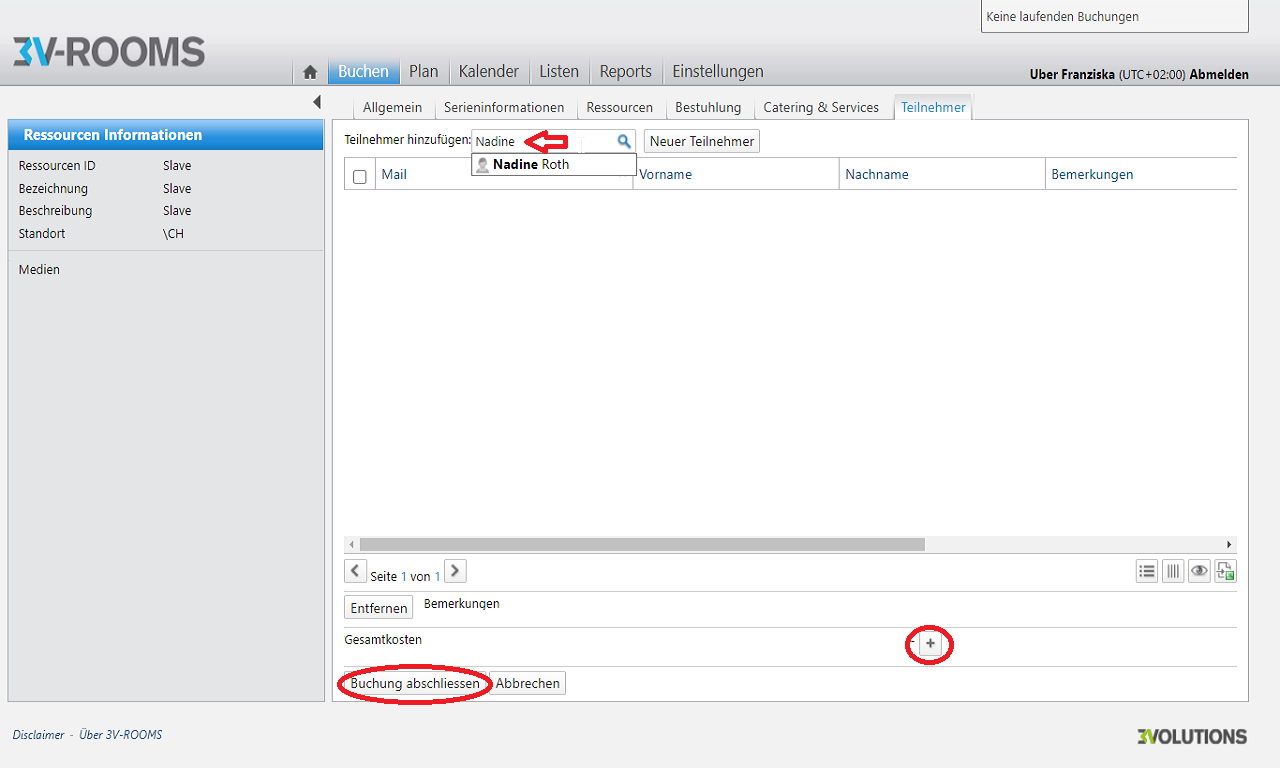 Keine laufenden Buchungen
3V-ROOMS
Buchen Plan Kalender Listen Reports Einstellungen
Uber Franziska (UTC+02:00) Abmelden
Allgemein Serieninformationen Ressourcen Bestuhlung Catering & Services Teilnehmer
Ressourcen Informationen
Ressourcen ID Slave
Bezeichnung Slave
Beschreibung Slave
Standort \CH
Medien
Teilnehmer hinzufügen: Nadine Neuer Teilnehmer
Nadine Roth
Mail Vorname Nachname Bemerkungen
Seite 1 von 1
Entfernen Bemerkungen
Gesamtkosten - +
Buchung abschliessen Abbrechen
Disclaimer - Über 3V-ROOMS
3VOLUTIONS